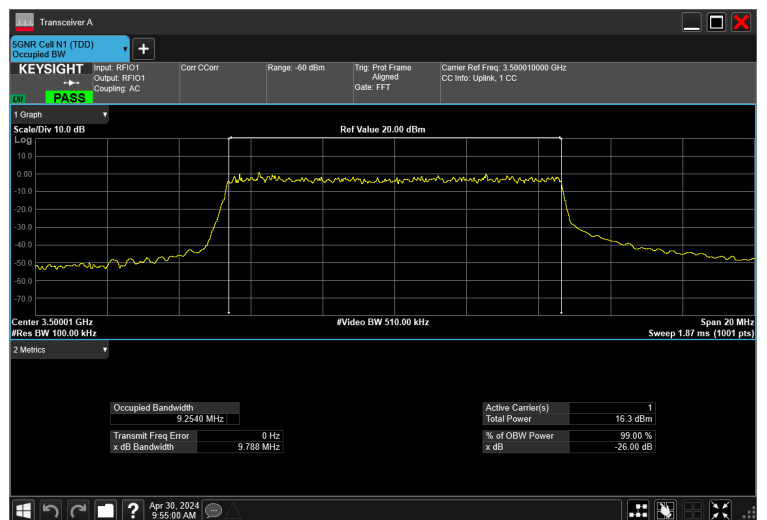 Transceiver A
5GNR Cell N1 (TDD)
Occupied BW
+
KEYSIGHT
LXI
PASS
Input: RFIO1
Output: RFIO1
Coupling: AC
Corr CCorr
Range: -60 dBm
Trig: Prot Frame
Aligned
Gate: FFT
Carrier Ref Freq: 3.500010000 GHz
CC Info: Uplink, 1 CC
1 Graph
Scale/Div 10.0 dB
Ref Value 20.00 dBm
Log
10.0
0.00
-10.0
-20.0
-30.0
-40.0
-50.0
-60.0
-70.0
Center 3.50001 GHz
#Video BW 510.00 kHz
Span 20 MHz
#Res BW 100.00 kHz
Sweep 1.87 ms (1001 pts)
2 Metrics
Occupied Bandwidth
9.2540 MHz
Transmit Freq Error 0 Hz
x dB Bandwidth 9.788 MHz
Active Carrier(s) 1
Total Power 16.3 dBm
% of OBW Power 99.00 %
x dB -26.00 dB
?
Apr 30, 2024
9:55:00 AM